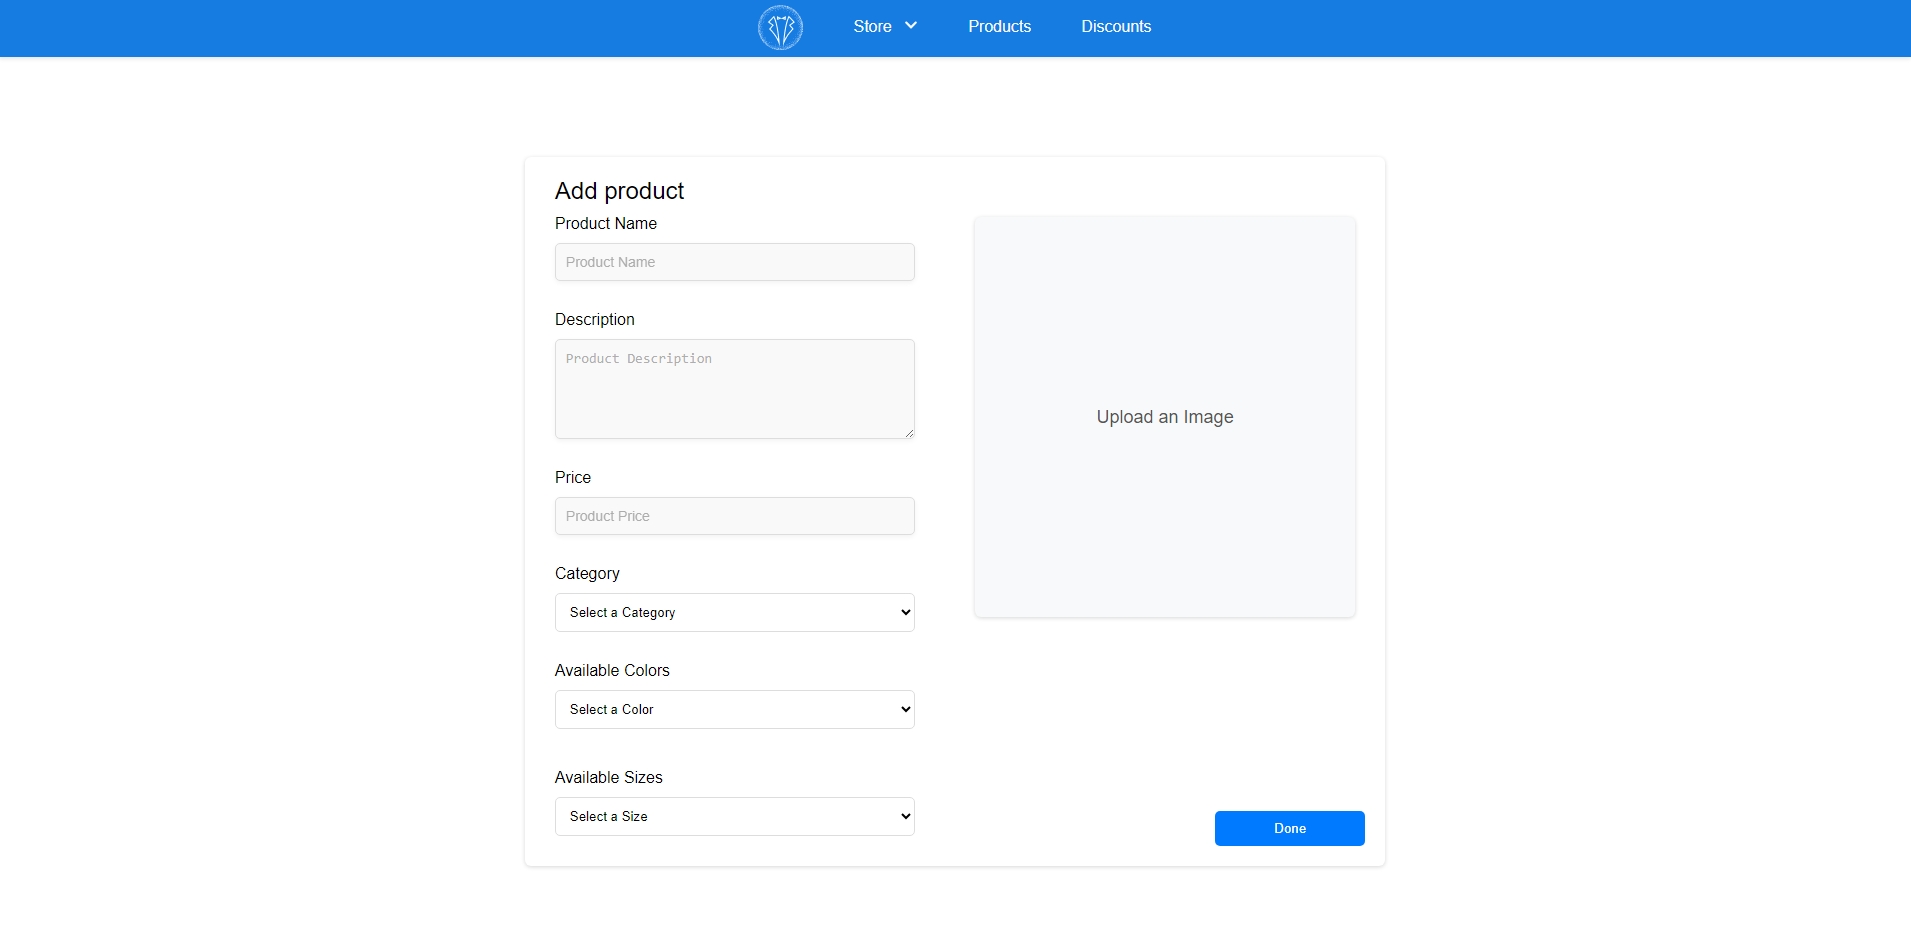 Store
Products
Discounts
Add product
Product Name
Product Name
Description
Product Description
Price
Product Price
Category
Select a Category
Available Colors
Select a Color
Available Sizes
Select a Size
Upload an Image
Done